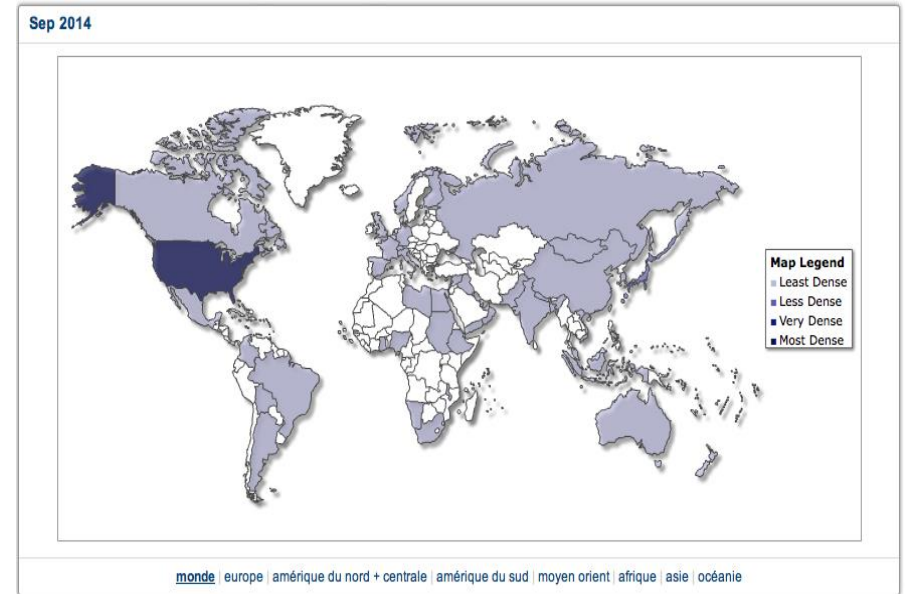 Sep 2014
Map Legend
Least Dense
Less Dense
Very Dense
Most Dense
monde | europe | amérique du nord + centrale | amérique du sud | moyen orient | afrique | asie | océanie